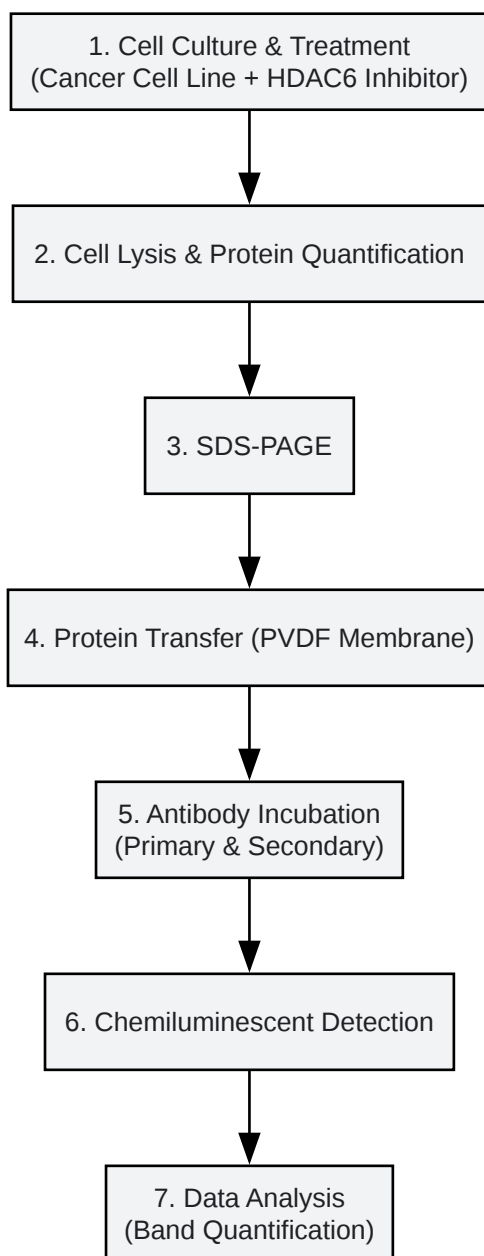 1. Cell Culture & Treatment
(Cancer Cell Line + HDAC6 Inhibitor)
2. Cell Lysis & Protein Quantification
3. SDS-PAGE
4. Protein Transfer (PVDF Membrane)
5. Antibody Incubation
(Primary & Secondary)
6. Chemiluminescent Detection
7. Data Analysis
(Band Quantification)